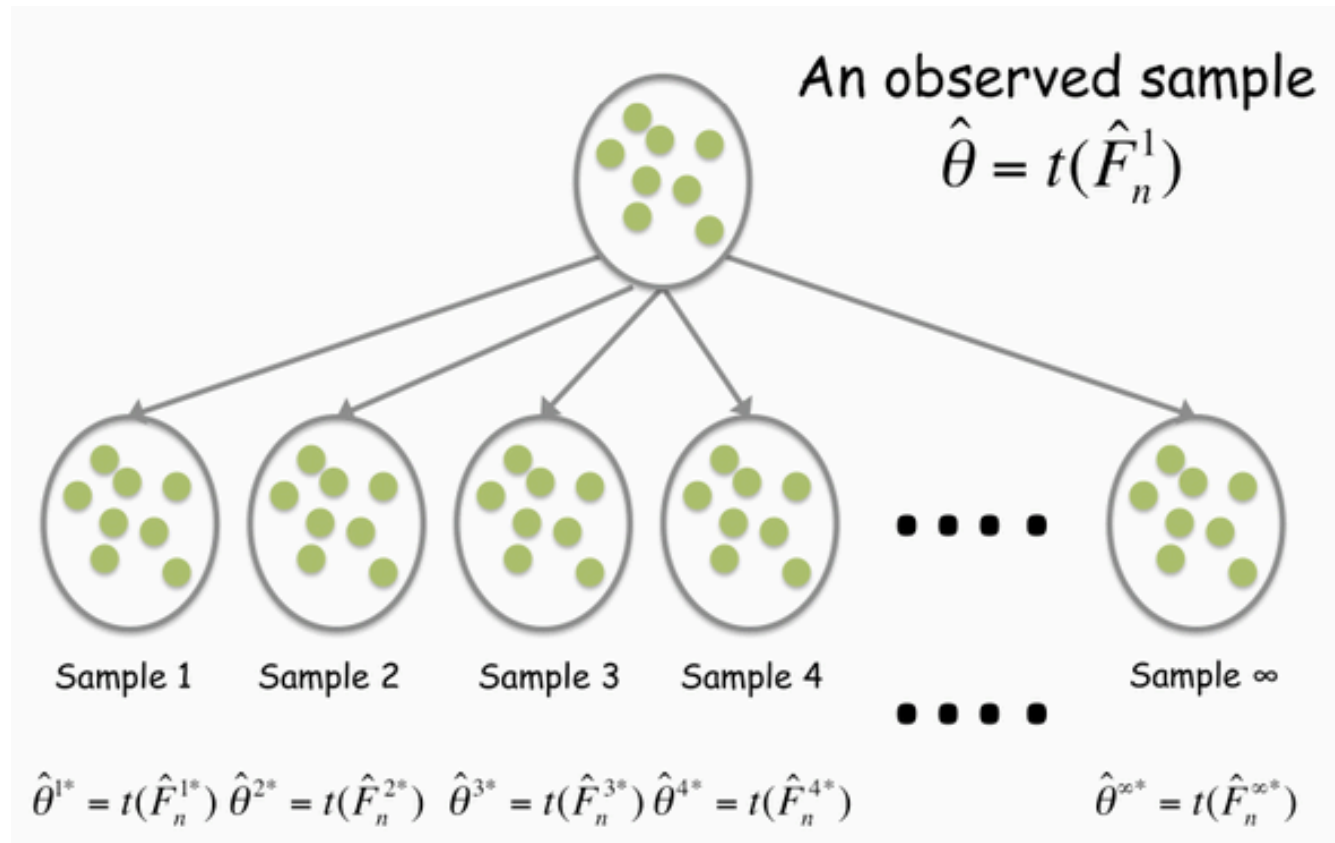 An observed sample
θ̂ = t(F̂ₙ¹)
Sample 1 Sample 2 Sample 3 Sample 4 Sample ∞
θ̂¹* = t(F̂ₙ¹*) θ̂²* = t(F̂ₙ²*) θ̂³* = t(F̂ₙ³*) θ̂⁴* = t(F̂ₙ⁴*) θ̂^∞* = t(F̂ₙ^∞*)